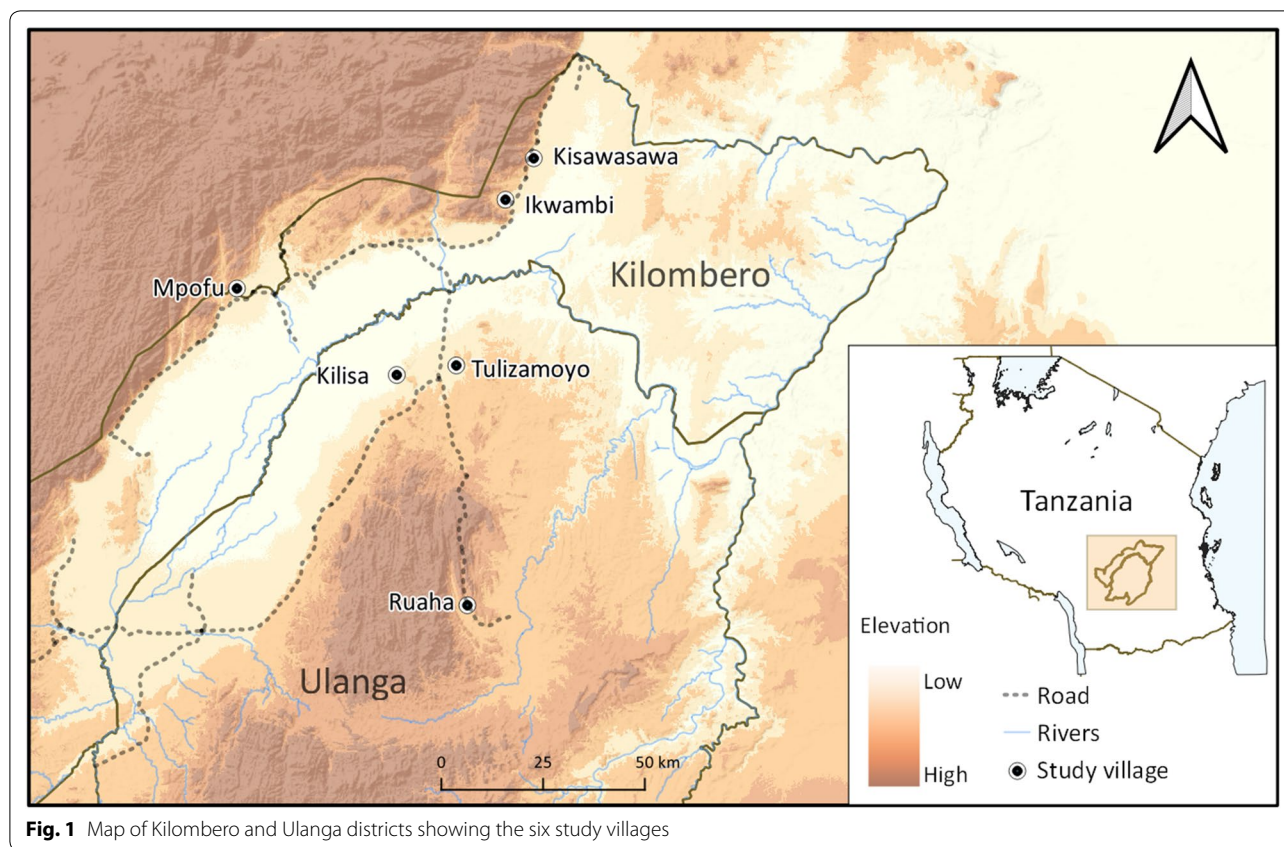 Kisawasawa
Ikwambi
Kilombero
Mpofu
Kilisa
Tulizamoyo
Ruaha
Ulanga
0 25 50 km
Tanzania
Elevation
Low
High
Road
Rivers
Study village
Fig. 1 Map of Kilombero and Ulanga districts showing the six study villages